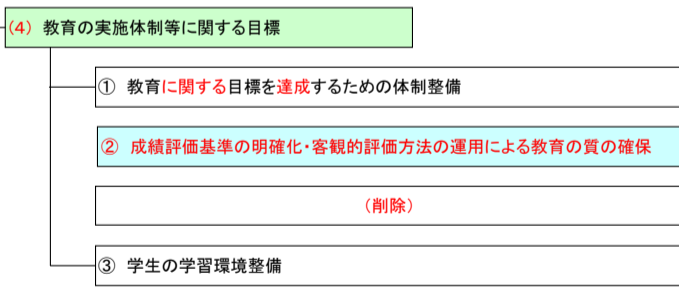 (4) 教育の実施体制等に関する目標
① 教育に関する目標を達成するための体制整備
② 成績評価基準の明確化・客観的評価方法の運用による教育の質の確保
（削除）
③ 学生の学習環境整備